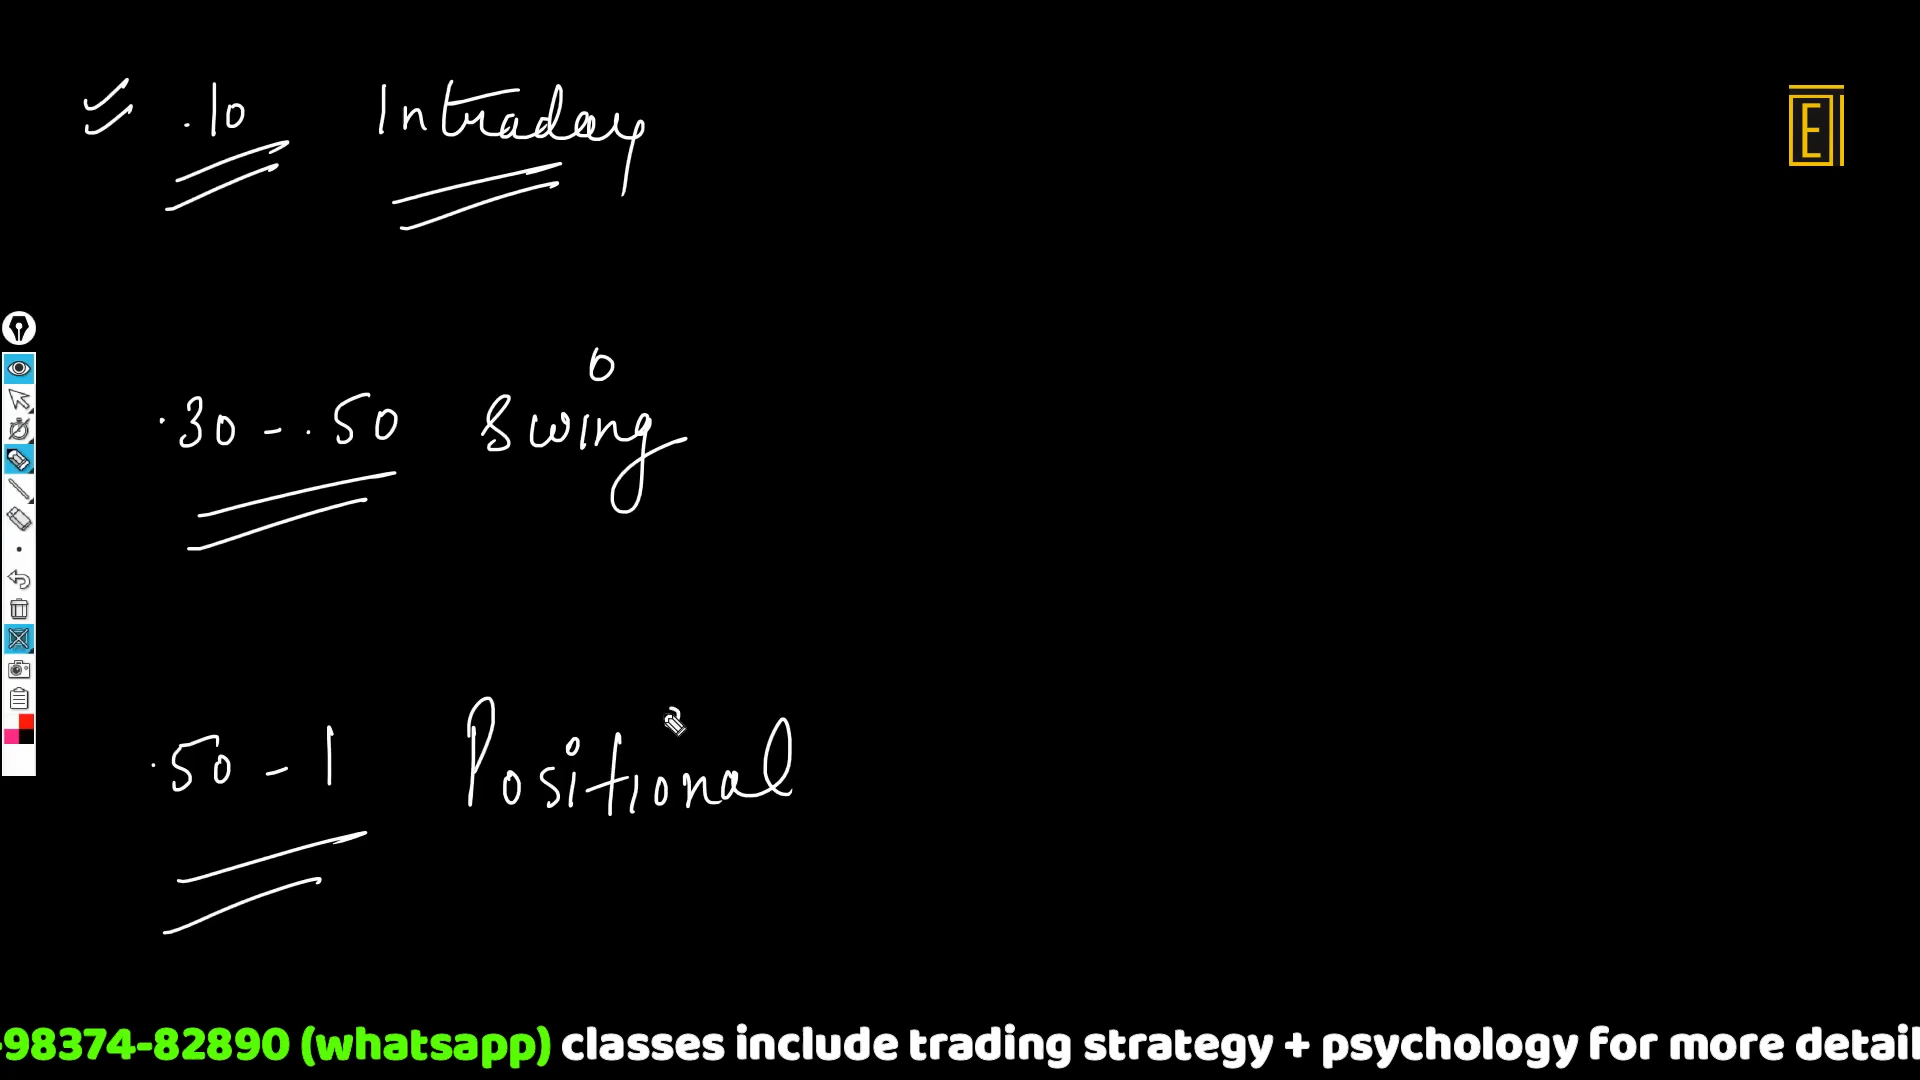 .10 Intraday
.30 - .50 Swing
.50 - 1 Positional
-98374-82890 (whatsapp) classes include trading strategy + psychology for more detail